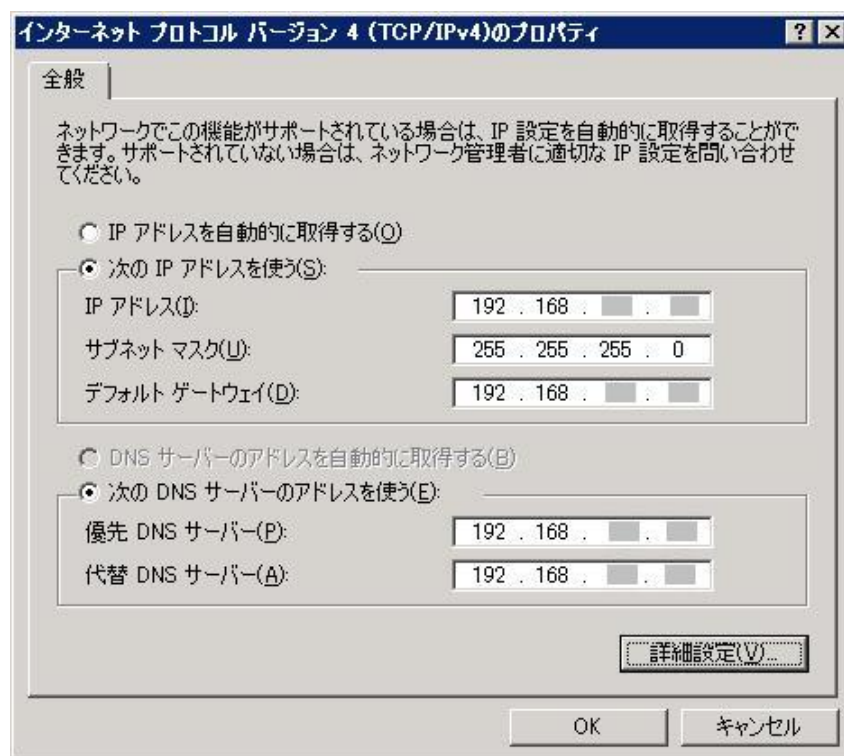 インターネット プロトコル バージョン 4 (TCP/IPv4)のプロパティ
全般
ネットワークでこの機能がサポートされている場合は、IP 設定を自動的に取得することがで
きます。サポートされていない場合は、ネットワーク管理者に適切な IP 設定を問い合わせ
てください。
IP アドレスを自動的に取得する(O)
次の IP アドレスを使う(S):
IP アドレス(I): 192 . 168 . .
サブネット マスク(U): 255 . 255 . 255 . 0
デフォルト ゲートウェイ(D): 192 . 168 . .
DNS サーバーのアドレスを自動的に取得する(B)
次の DNS サーバーのアドレスを使う(E):
優先 DNS サーバー(P): 192 . 168 . .
代替 DNS サーバー(A): 192 . 168 . .
詳細設定(V)...
OK キャンセル